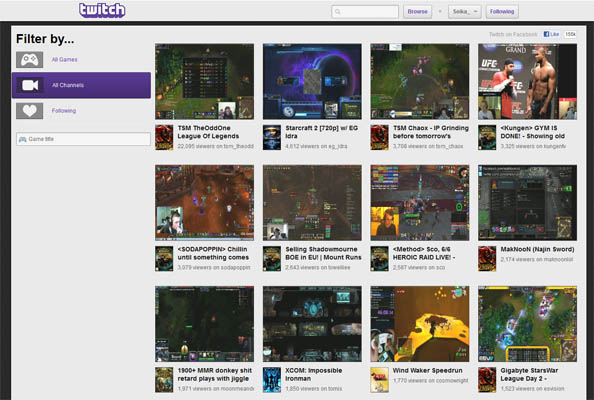 twitch
Browse
Seika_
Following
Filter by...
Twitch on Facebook
Like
155k
All Games
All Channels
Following
Game title
TSM TheOddOne
League Of Legends
22,095 viewers on tsm_theodd
Starcraft 2 [720p] w/ EG
Idra
4,612 viewers on eg_idra
TSM Chaox - IP Grinding
before tomorrow's
3,708 viewers on tsm_chaox
<Kungen> GYM IS
DONE! - Showing old
3,325 viewers on kungentv
<SODAPOPPIN> Chillin
until something comes
3,079 viewers on sodapoppin
Selling Shadowmourne
BOE in EU! | Mount Runs
2,643 viewers on towelliee
<Method> Sco, 6/6
HEROIC RAID LIVE! -
2,587 viewers on sco
MakNooN (Najin Sword)
2,174 viewers on maknoonlol
1900+ MMR donkey shit
retard plays with jiggle
1,971 viewers on
XCOM: Impossible
Ironman
1,850 viewers on
Wind Waker Speedrun
1,770 viewers on cosmowright
Gigabyte StarsWar
League Day 2 -
1,523 viewers on